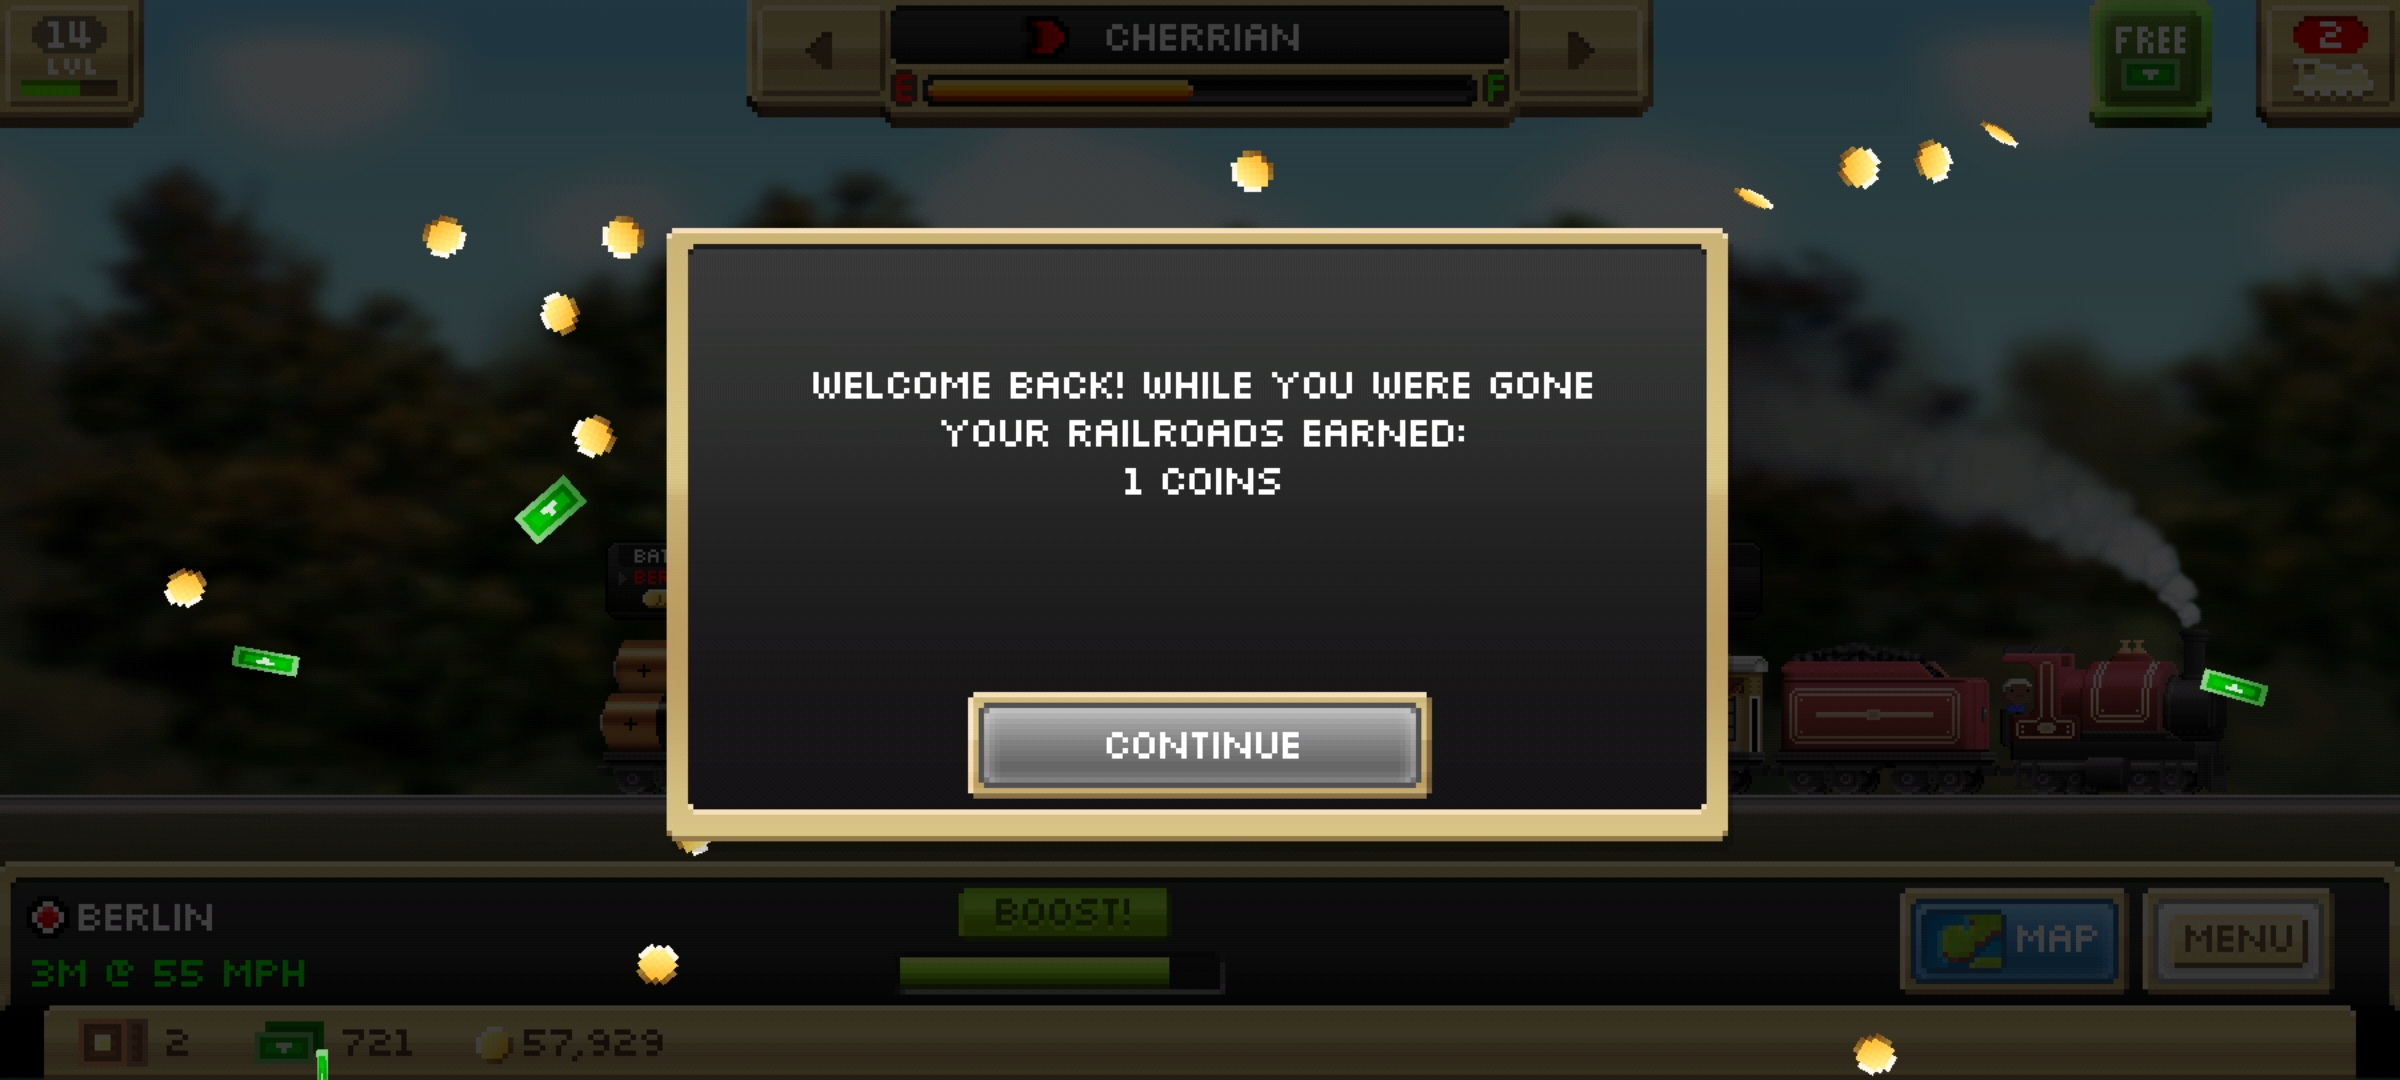 14
LVL
CHERRIAN
E F
FREE
2
WELCOME BACK! WHILE YOU WERE GONE
YOUR RAILROADS EARNED:
1 COINS
CONTINUE
BERLIN
3M @ 55 MPH
BOOST!
MAP
MENU
2 721 57,929